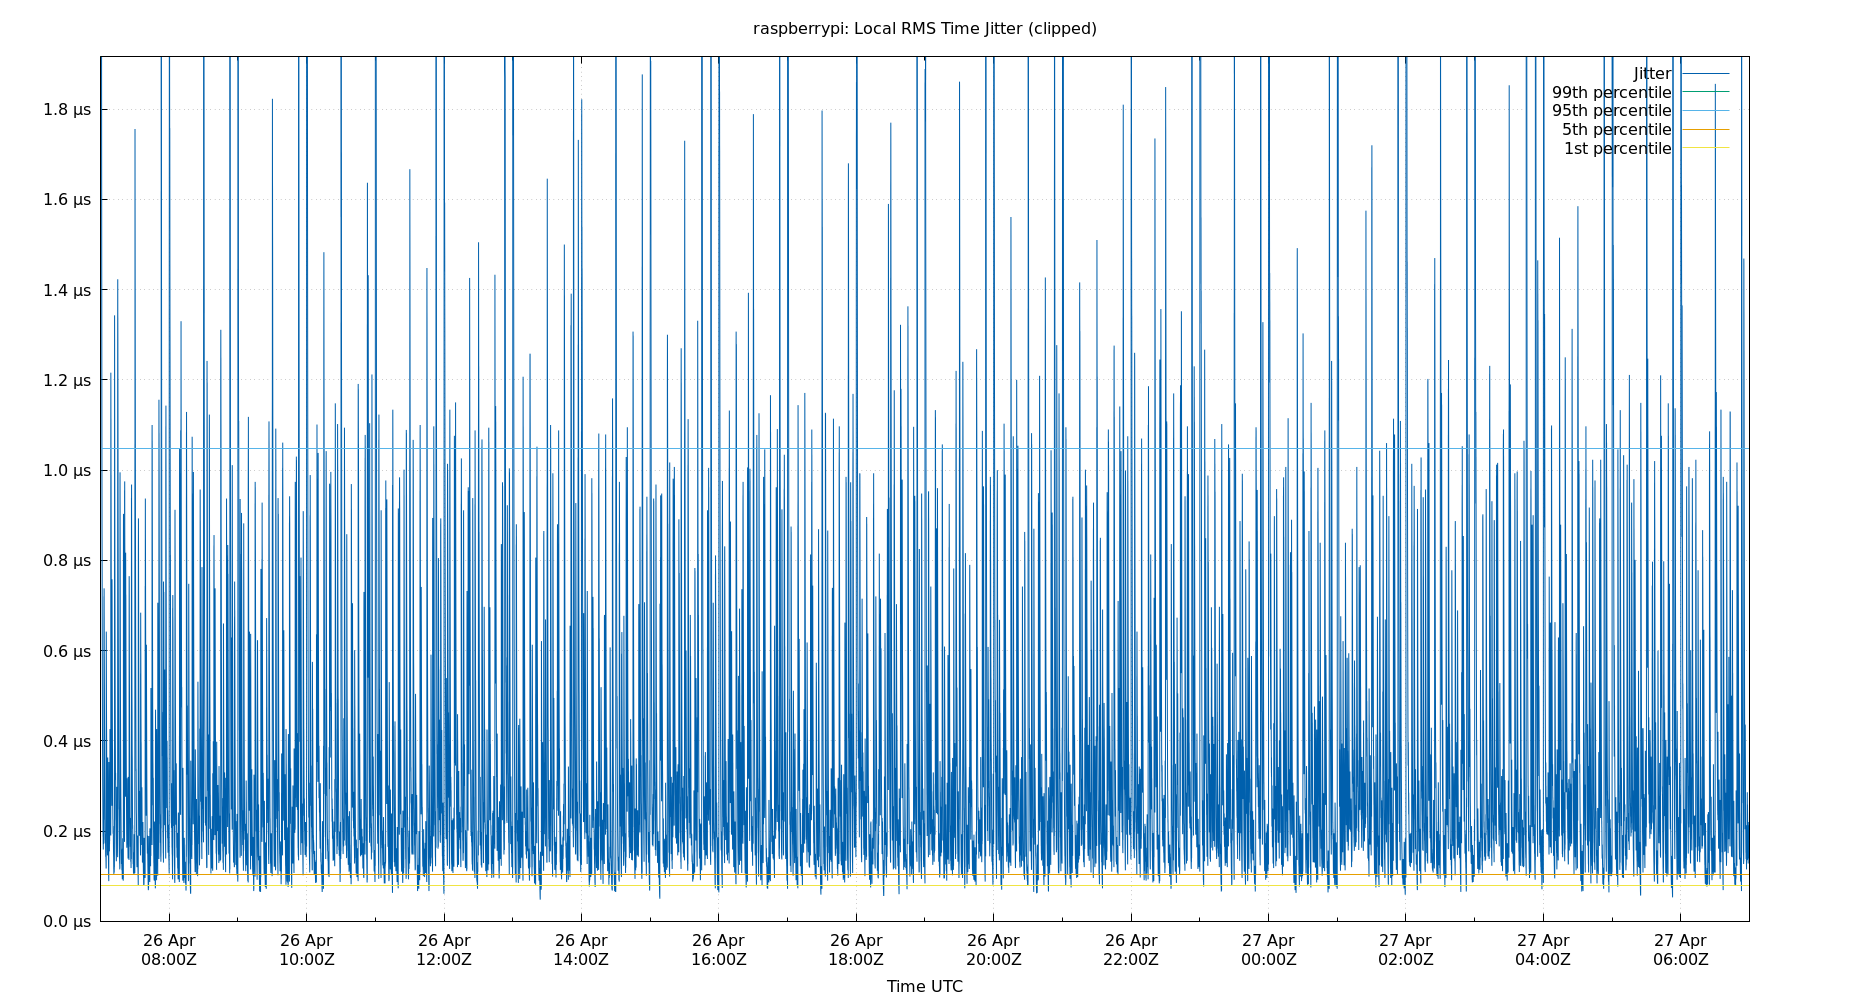 raspberrypi: Local RMS Time Jitter (clipped)
Jitter
99th percentile
95th percentile
5th percentile
1st percentile
1.8 µs
1.6 µs
1.4 µs
1.2 µs
1.0 µs
0.8 µs
0.6 µs
0.4 µs
0.2 µs
0.0 µs
26 Apr 26 Apr 26 Apr 26 Apr 26 Apr 26 Apr 26 Apr 26 Apr 27 Apr 27 Apr 27 Apr 27 Apr
08:00Z 10:00Z 12:00Z 14:00Z 16:00Z 18:00Z 20:00Z 22:00Z 00:00Z 02:00Z 04:00Z 06:00Z
Time UTC